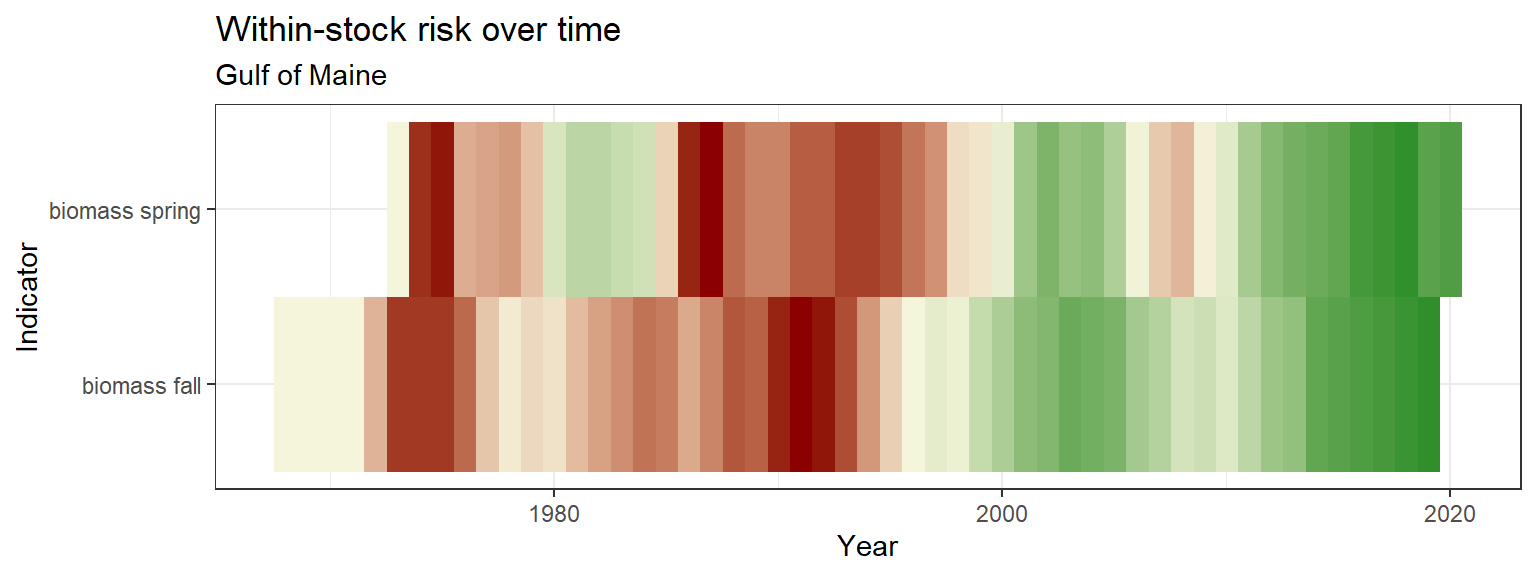 Within-stock risk over time
Gulf of Maine
Indicator
biomass spring
biomass fall
1980
2000
2020
Year